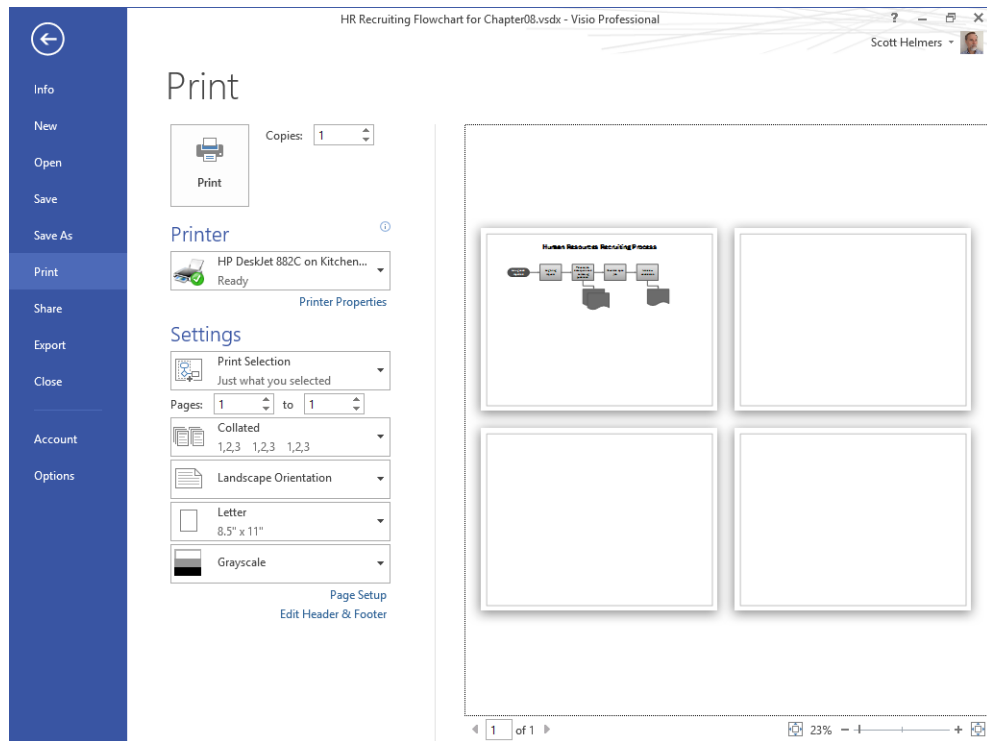 HR Recruiting Flowchart for Chapter08.vsdx - Visio Professional
?
Scott Helmers
Info
New
Open
Save
Save As
Print
Share
Export
Close
Account
Options
Print
Print
Copies: 1
Printer
HP DeskJet 882C on Kitchen...
Ready
Printer Properties
Settings
Print Selection
Just what you selected
Pages: 1 to 1
Collated
1,2,3 1,2,3 1,2,3
Landscape Orientation
Letter
8.5" x 11"
Grayscale
Page Setup
Edit Header & Footer
Human Resources Recruiting Process
1 of 1
23%